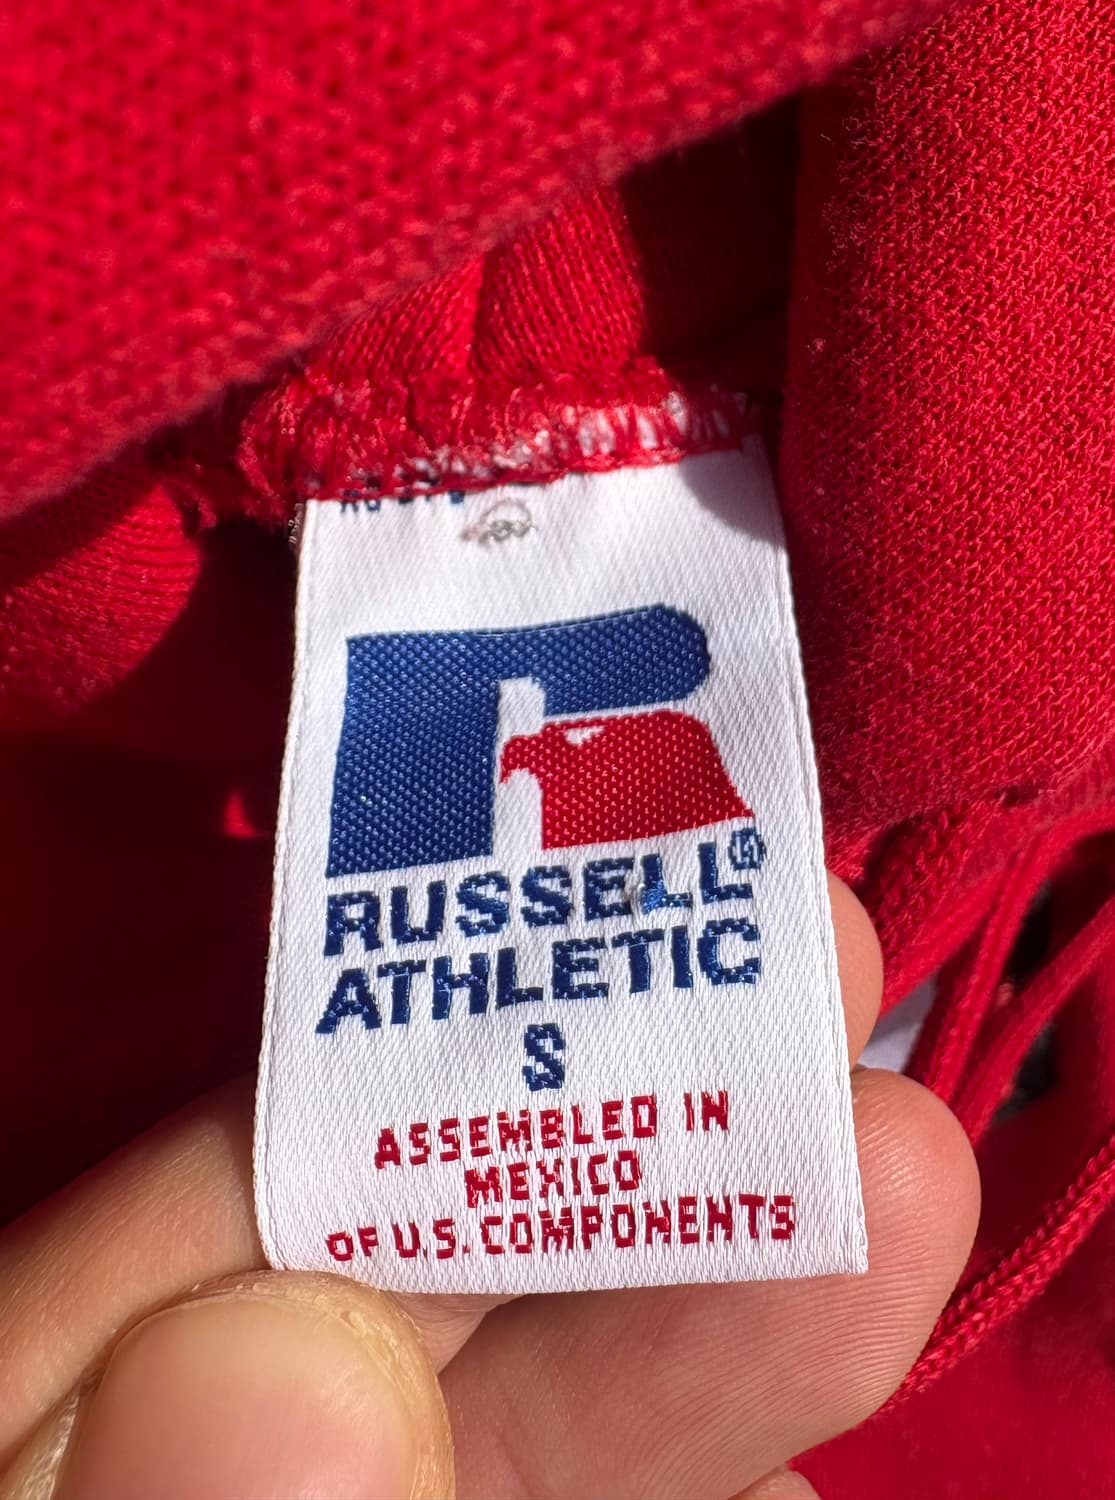 RUSSELL
ATHLETIC
S
ASSEMBLED IN
MEXICO
OF U.S. COMPONENTS